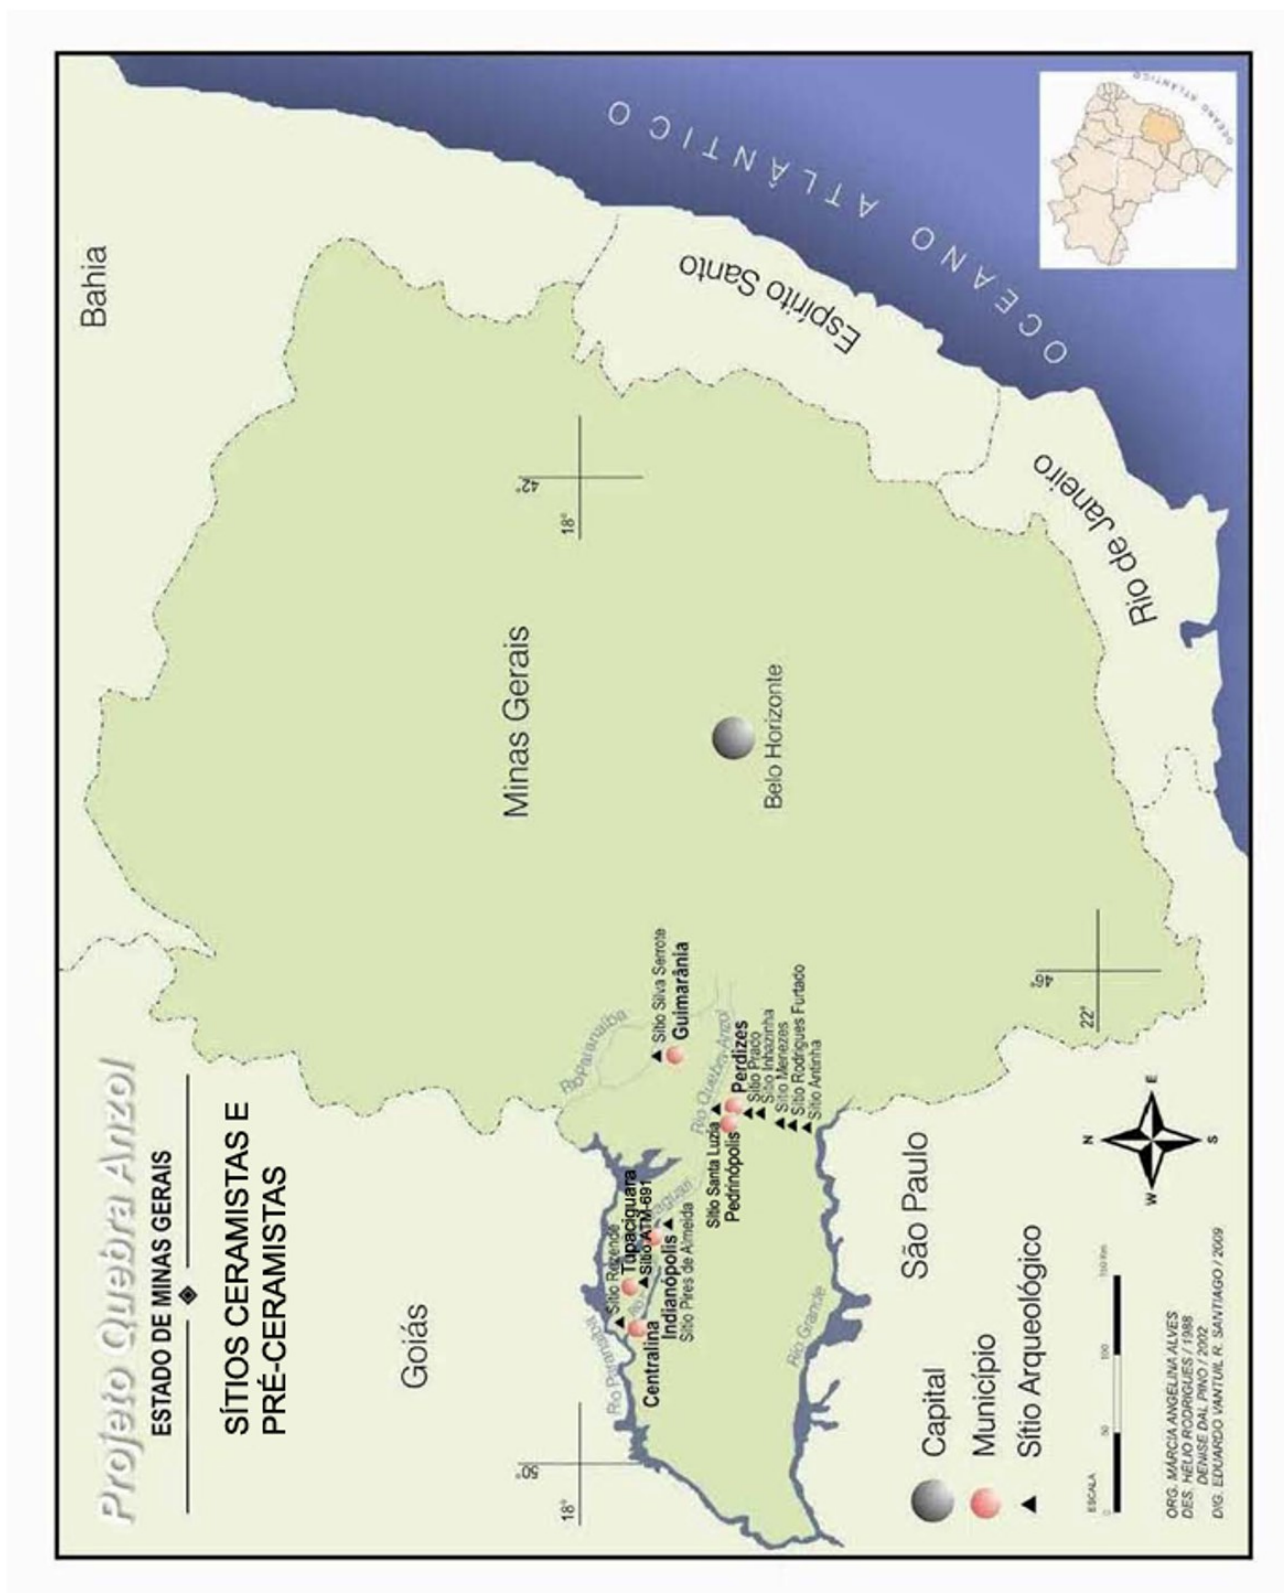 Projeto Quebra Anzol
ESTADO DE MINAS GERAIS
SÍTIOS CERAMISTAS E
PRÉ-CERAMISTAS
Bahia
Goiás
Minas Gerais
Belo Horizonte
Espírito Santo
Rio de Janeiro
São Paulo
OCEANO ATLÂNTICO
OCEANO ATLÂNTICO
18°
42°
18°
50°
22°
46°
Rio Paranaíba
Sítio Silva Serrote
Guimarânia
Rio Quebra-Anzol
Sítio Santa Luzia
Perdizes
Pedrinópolis
Sítio Prado
Sítio Inhazinha
Sítio Menezes
Sítio Rodrigues Furtado
Sítio Antinha
Rio Paranaíba
Sítio Rezende
Tupaciguara
Sítio ATM-691
Centralina
Indianópolis
Sítio Pires de Almeida
Rio Grande
Capital
Município
Sítio Arqueológico
N
W
E
S
ESCALA
0
50
100
150 Km
ORG. MÁRCIA ANGELINA ALVES
DES. HÉLIO RODRIGUES / 1988
DENISE DAL PINO / 2002
DIG. EDUARDO VANTUIL R. SANTIAGO / 2009